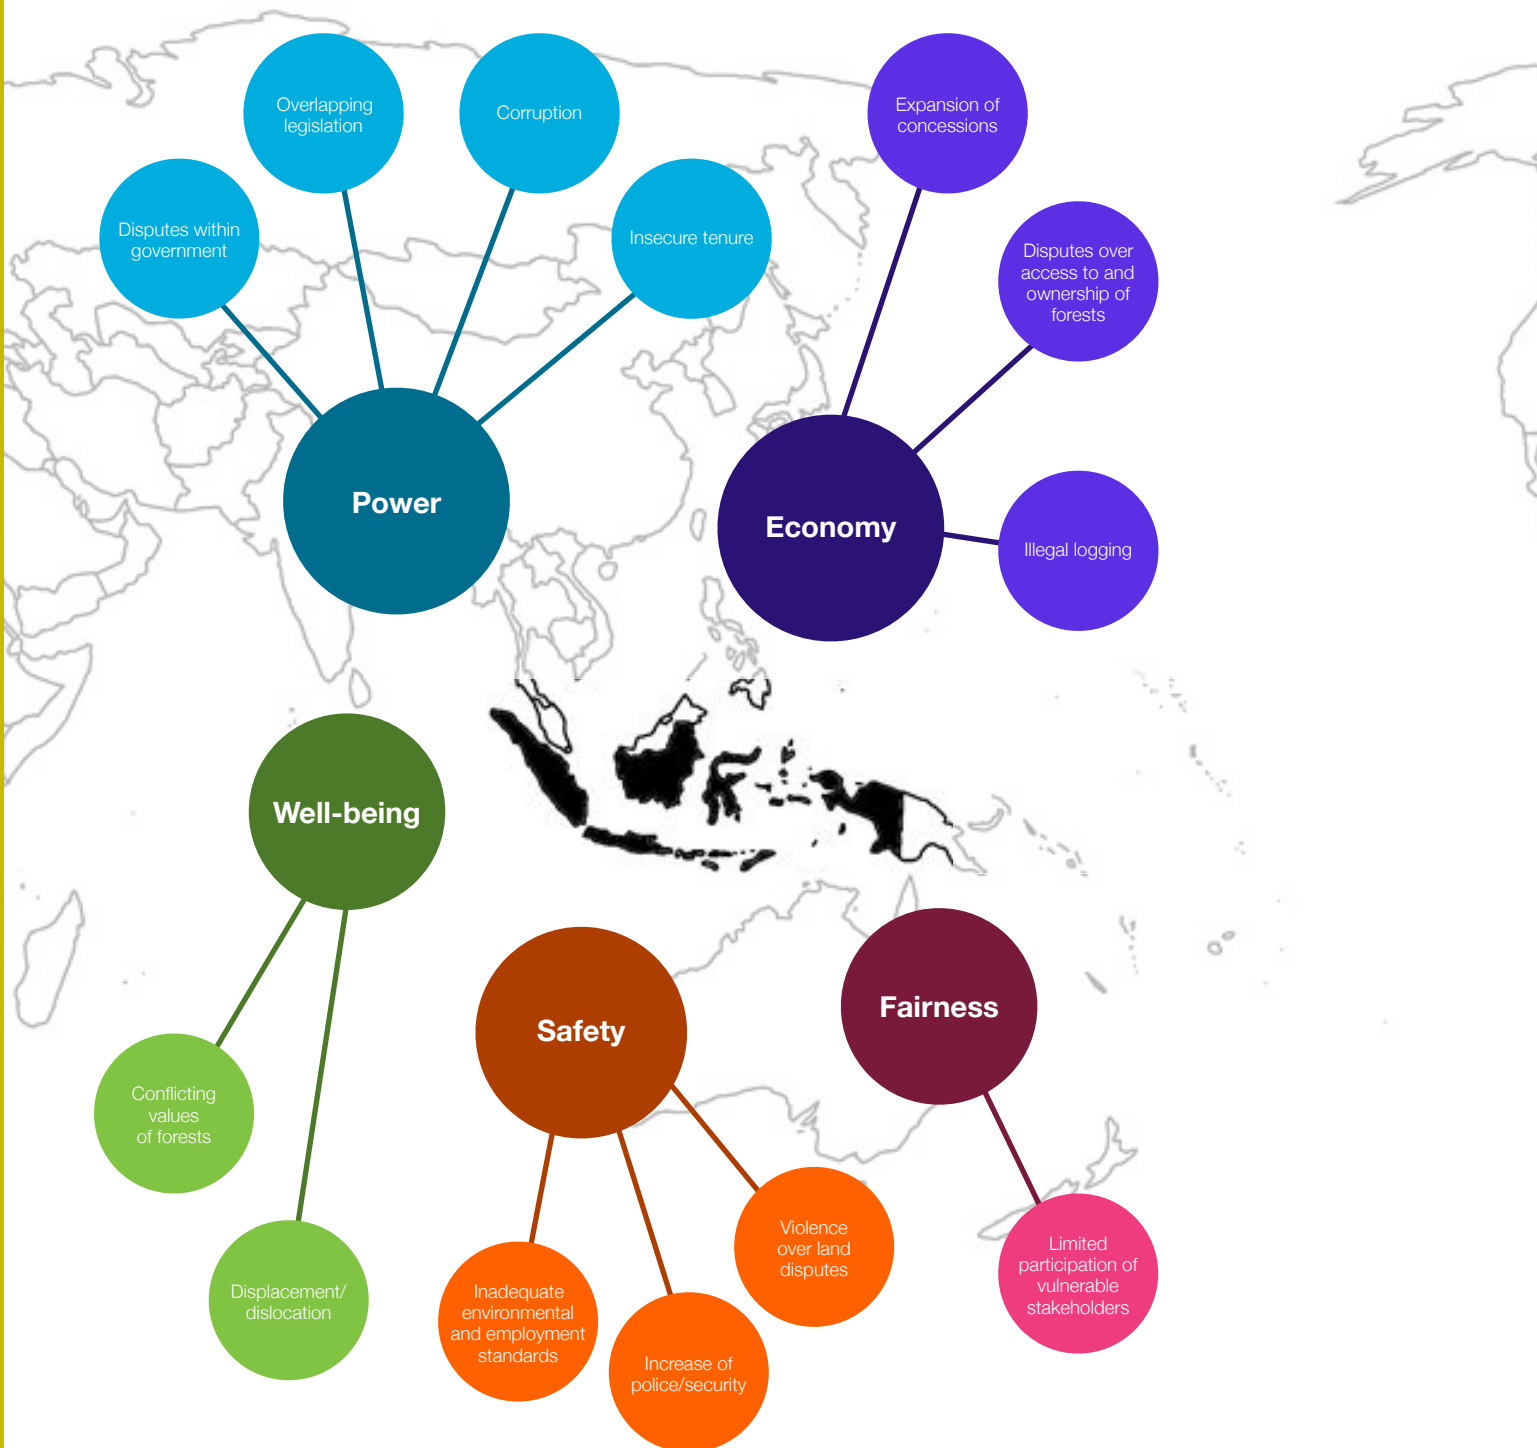 Overlapping
legislation
Corruption
Expansion of
concessions
Disputes within
government
Insecure tenure
Disputes over
access to and
ownership of
forests
Power
Economy
Illegal logging
Well-being
Fairness
Safety
Conflicting
values
of forests
Displacement/
dislocation
Inadequate
environmental
and employment
standards
Increase of
police/security
Violence
over land
disputes
Limited
participation of
vulnerable
stakeholders